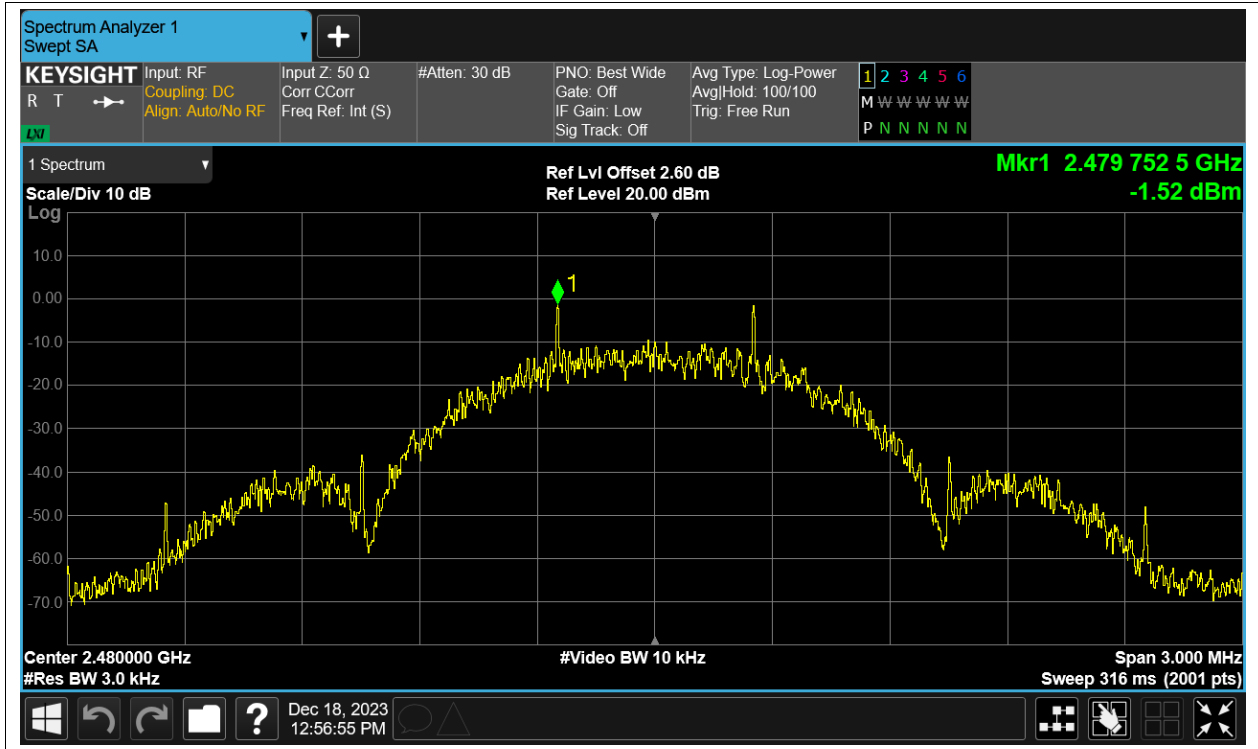 Spectrum Analyzer 1
Swept SA
+
KEYSIGHT
R T
LXI
Input: RF
Coupling: DC
Align: Auto/No RF
Input Z: 50 Ω
Corr CCorr
Freq Ref: Int (S)
#Atten: 30 dB
PNO: Best Wide
Gate: Off
IF Gain: Low
Sig Track: Off
Avg Type: Log-Power
Avg|Hold: 100/100
Trig: Free Run
1 2 3 4 5 6
M W W W W W W
P N N N N N N
1 Spectrum
Scale/Div 10 dB
Ref Lvl Offset 2.60 dB
Ref Level 20.00 dBm
Mkr1 2.479 752 5 GHz
-1.52 dBm
Log
1
10.0
0.00
-10.0
-20.0
-30.0
-40.0
-50.0
-60.0
-70.0
Center 2.480000 GHz
#Res BW 3.0 kHz
#Video BW 10 kHz
Span 3.000 MHz
Sweep 316 ms (2001 pts)
?
Dec 18, 2023
12:56:55 PM